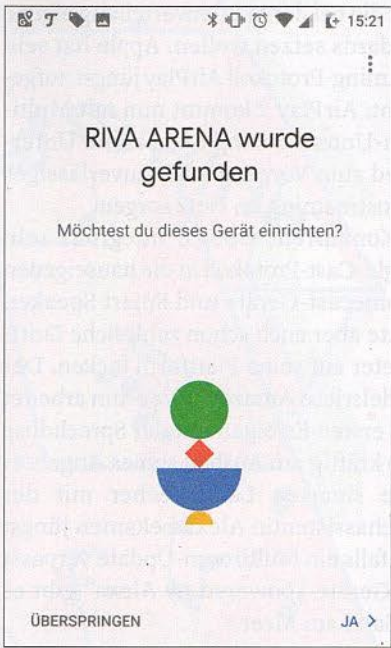 15:21
RIVA ARENA wurde
gefunden
Möchtest du dieses Gerät einrichten?
ÜBERSPRINGEN
JA